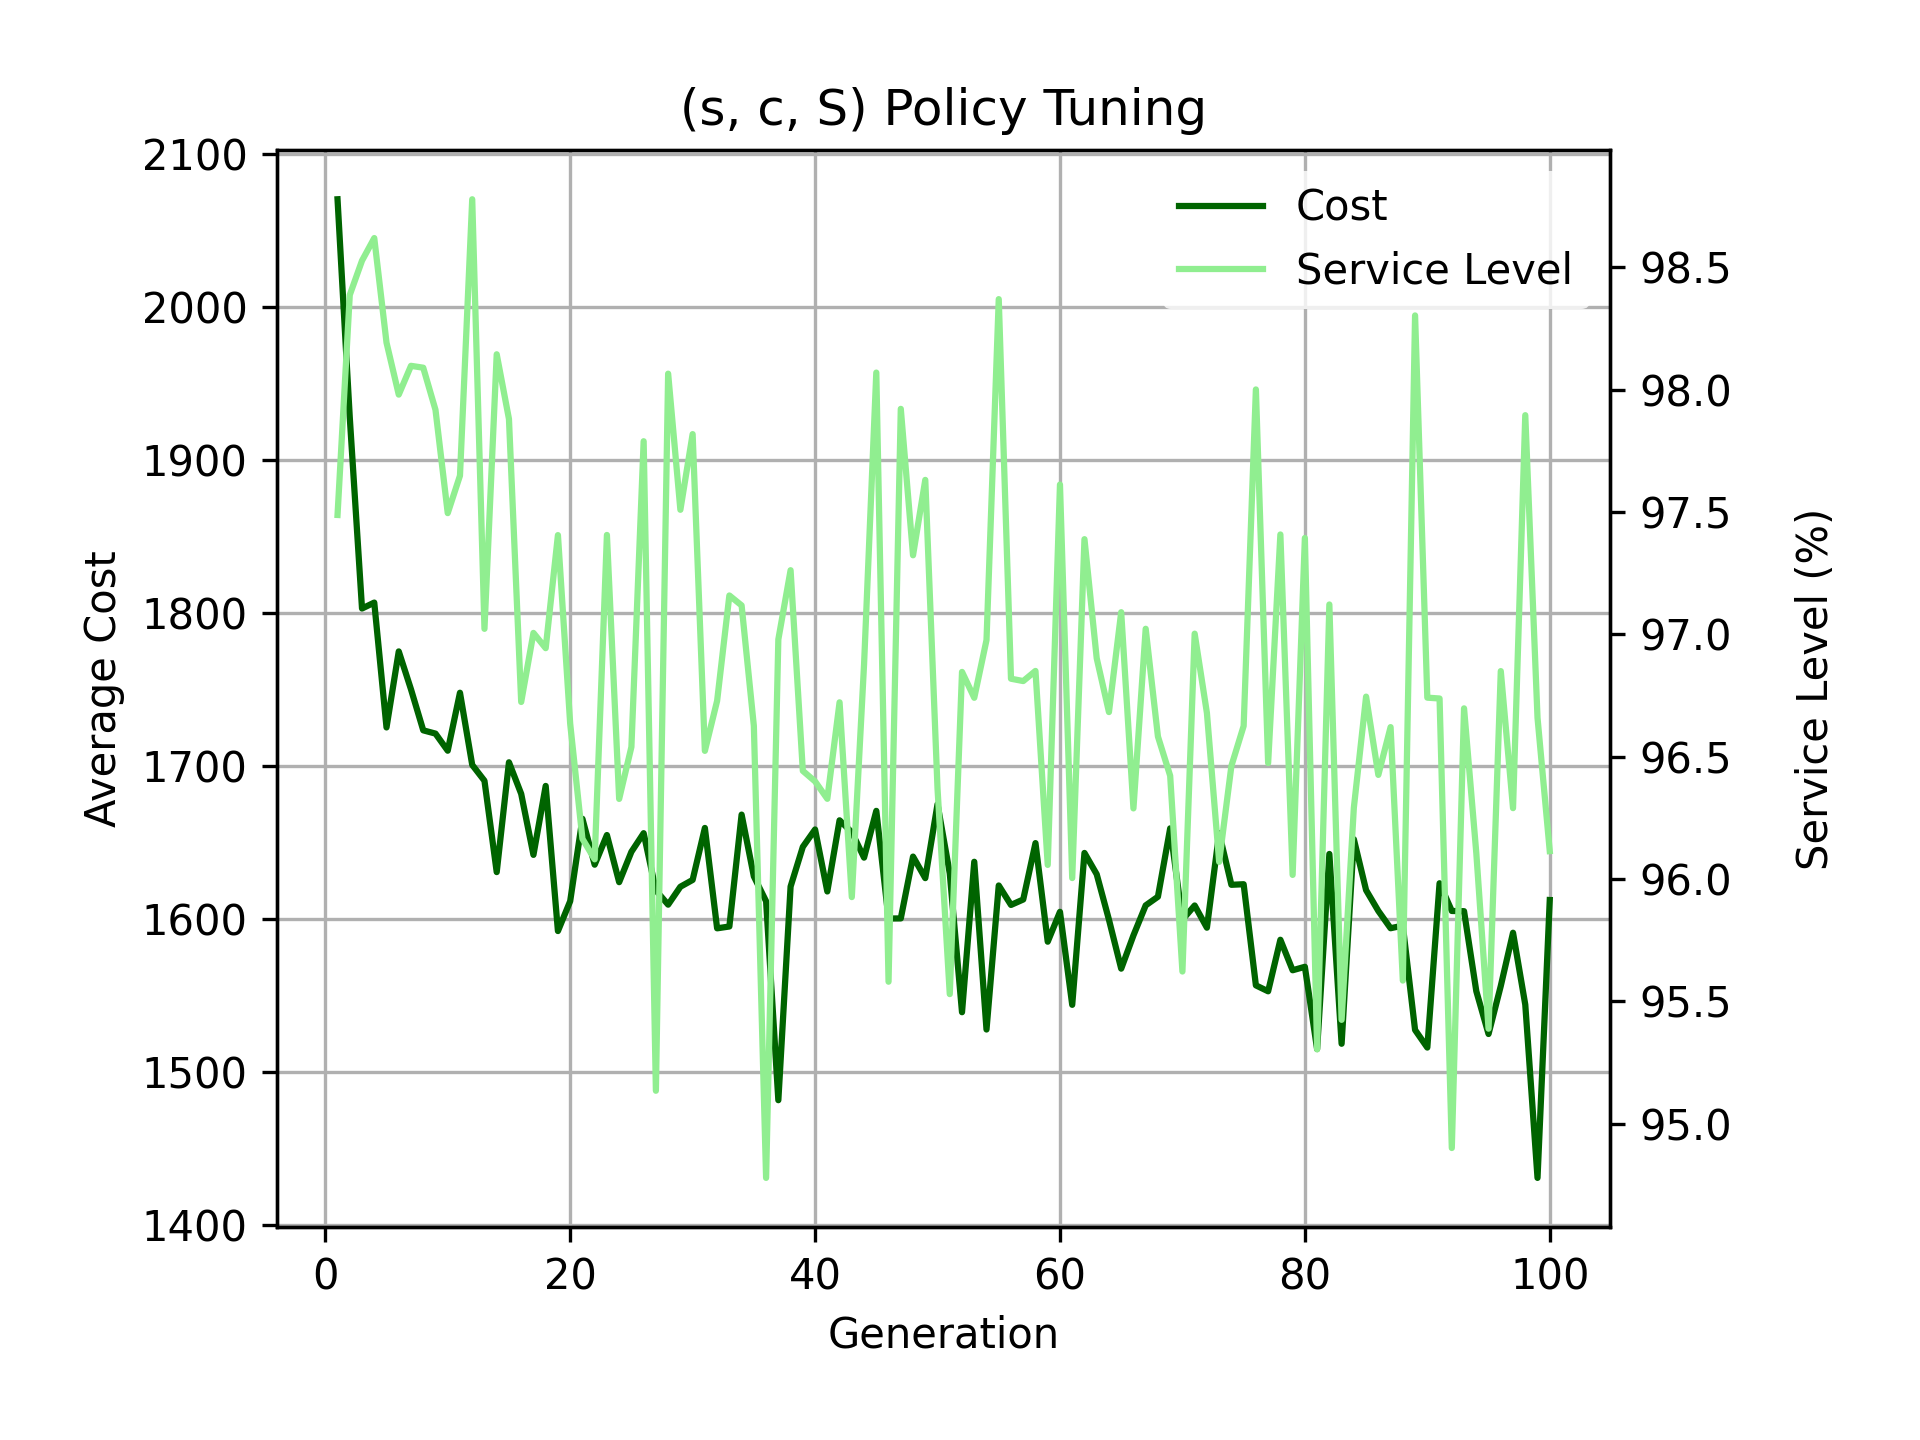 (s, c, S) Policy Tuning
2100
2000
1900
1800
1700
1600
1500
1400
Average Cost
Cost
Service Level
98.5
98.0
97.5
97.0
96.5
96.0
95.5
95.0
Service Level (%)
0 20 40 60 80 100
Generation